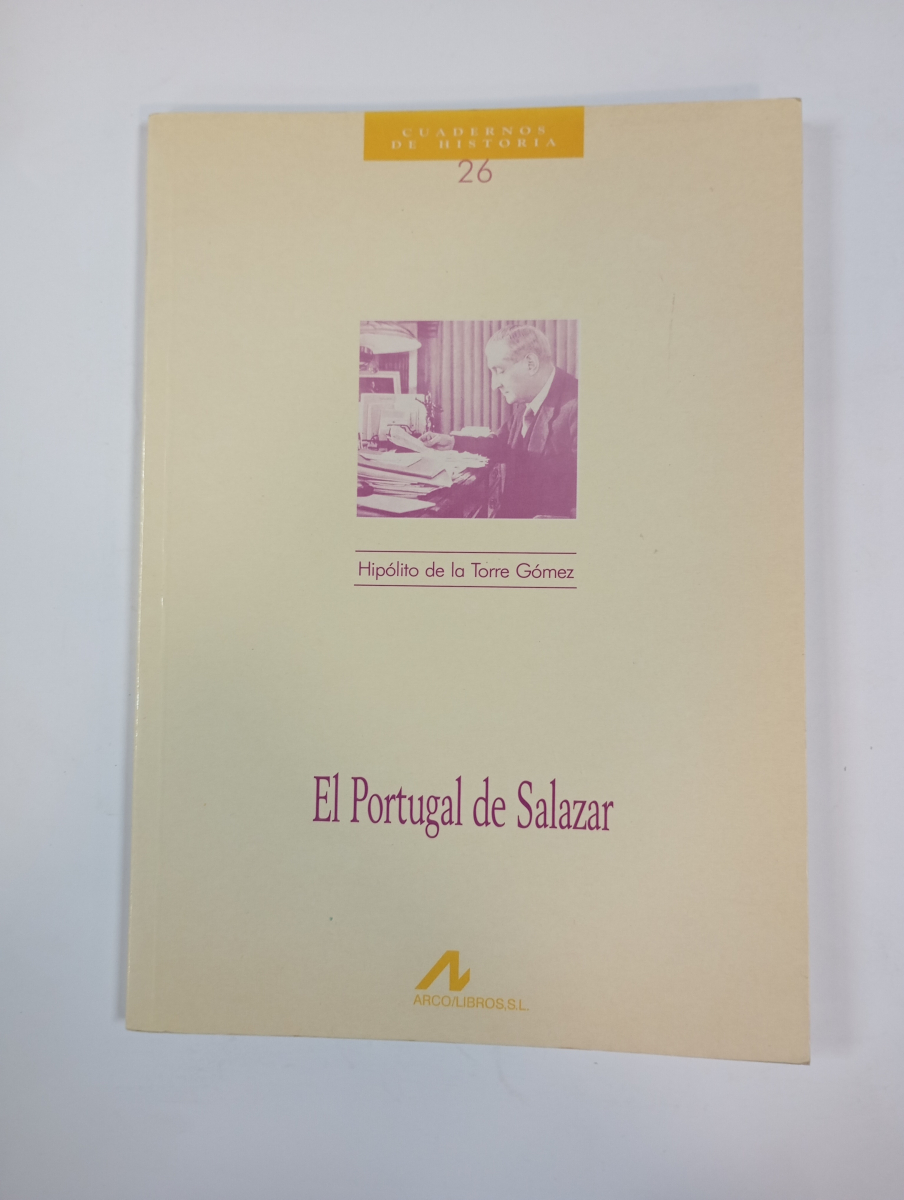 CUADERNOS
DE HISTORIA
26
Hipólito de la Torre Gómez
El Portugal de Salazar
ARCO/LIBROS,S.L.